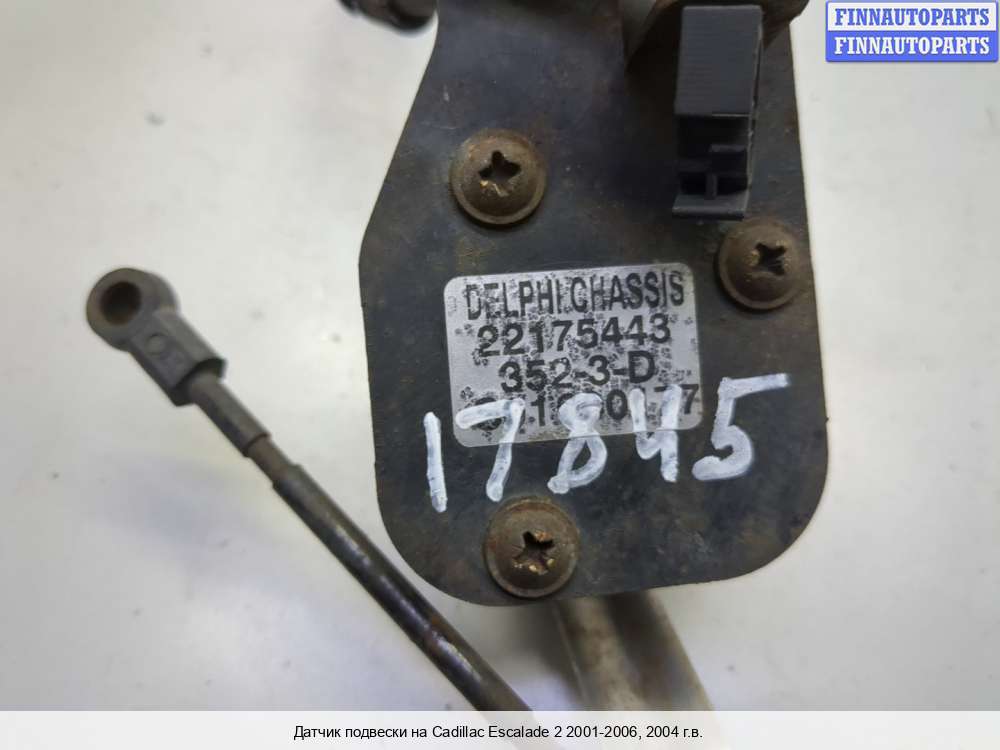 FINNAUTOPARTS
FINNAUTOPARTS
DELPHI CHASSIS
22175443
352-3-D
17845
Датчик подвески на Cadillac Escalade 2 2001-2006, 2004 г.в.